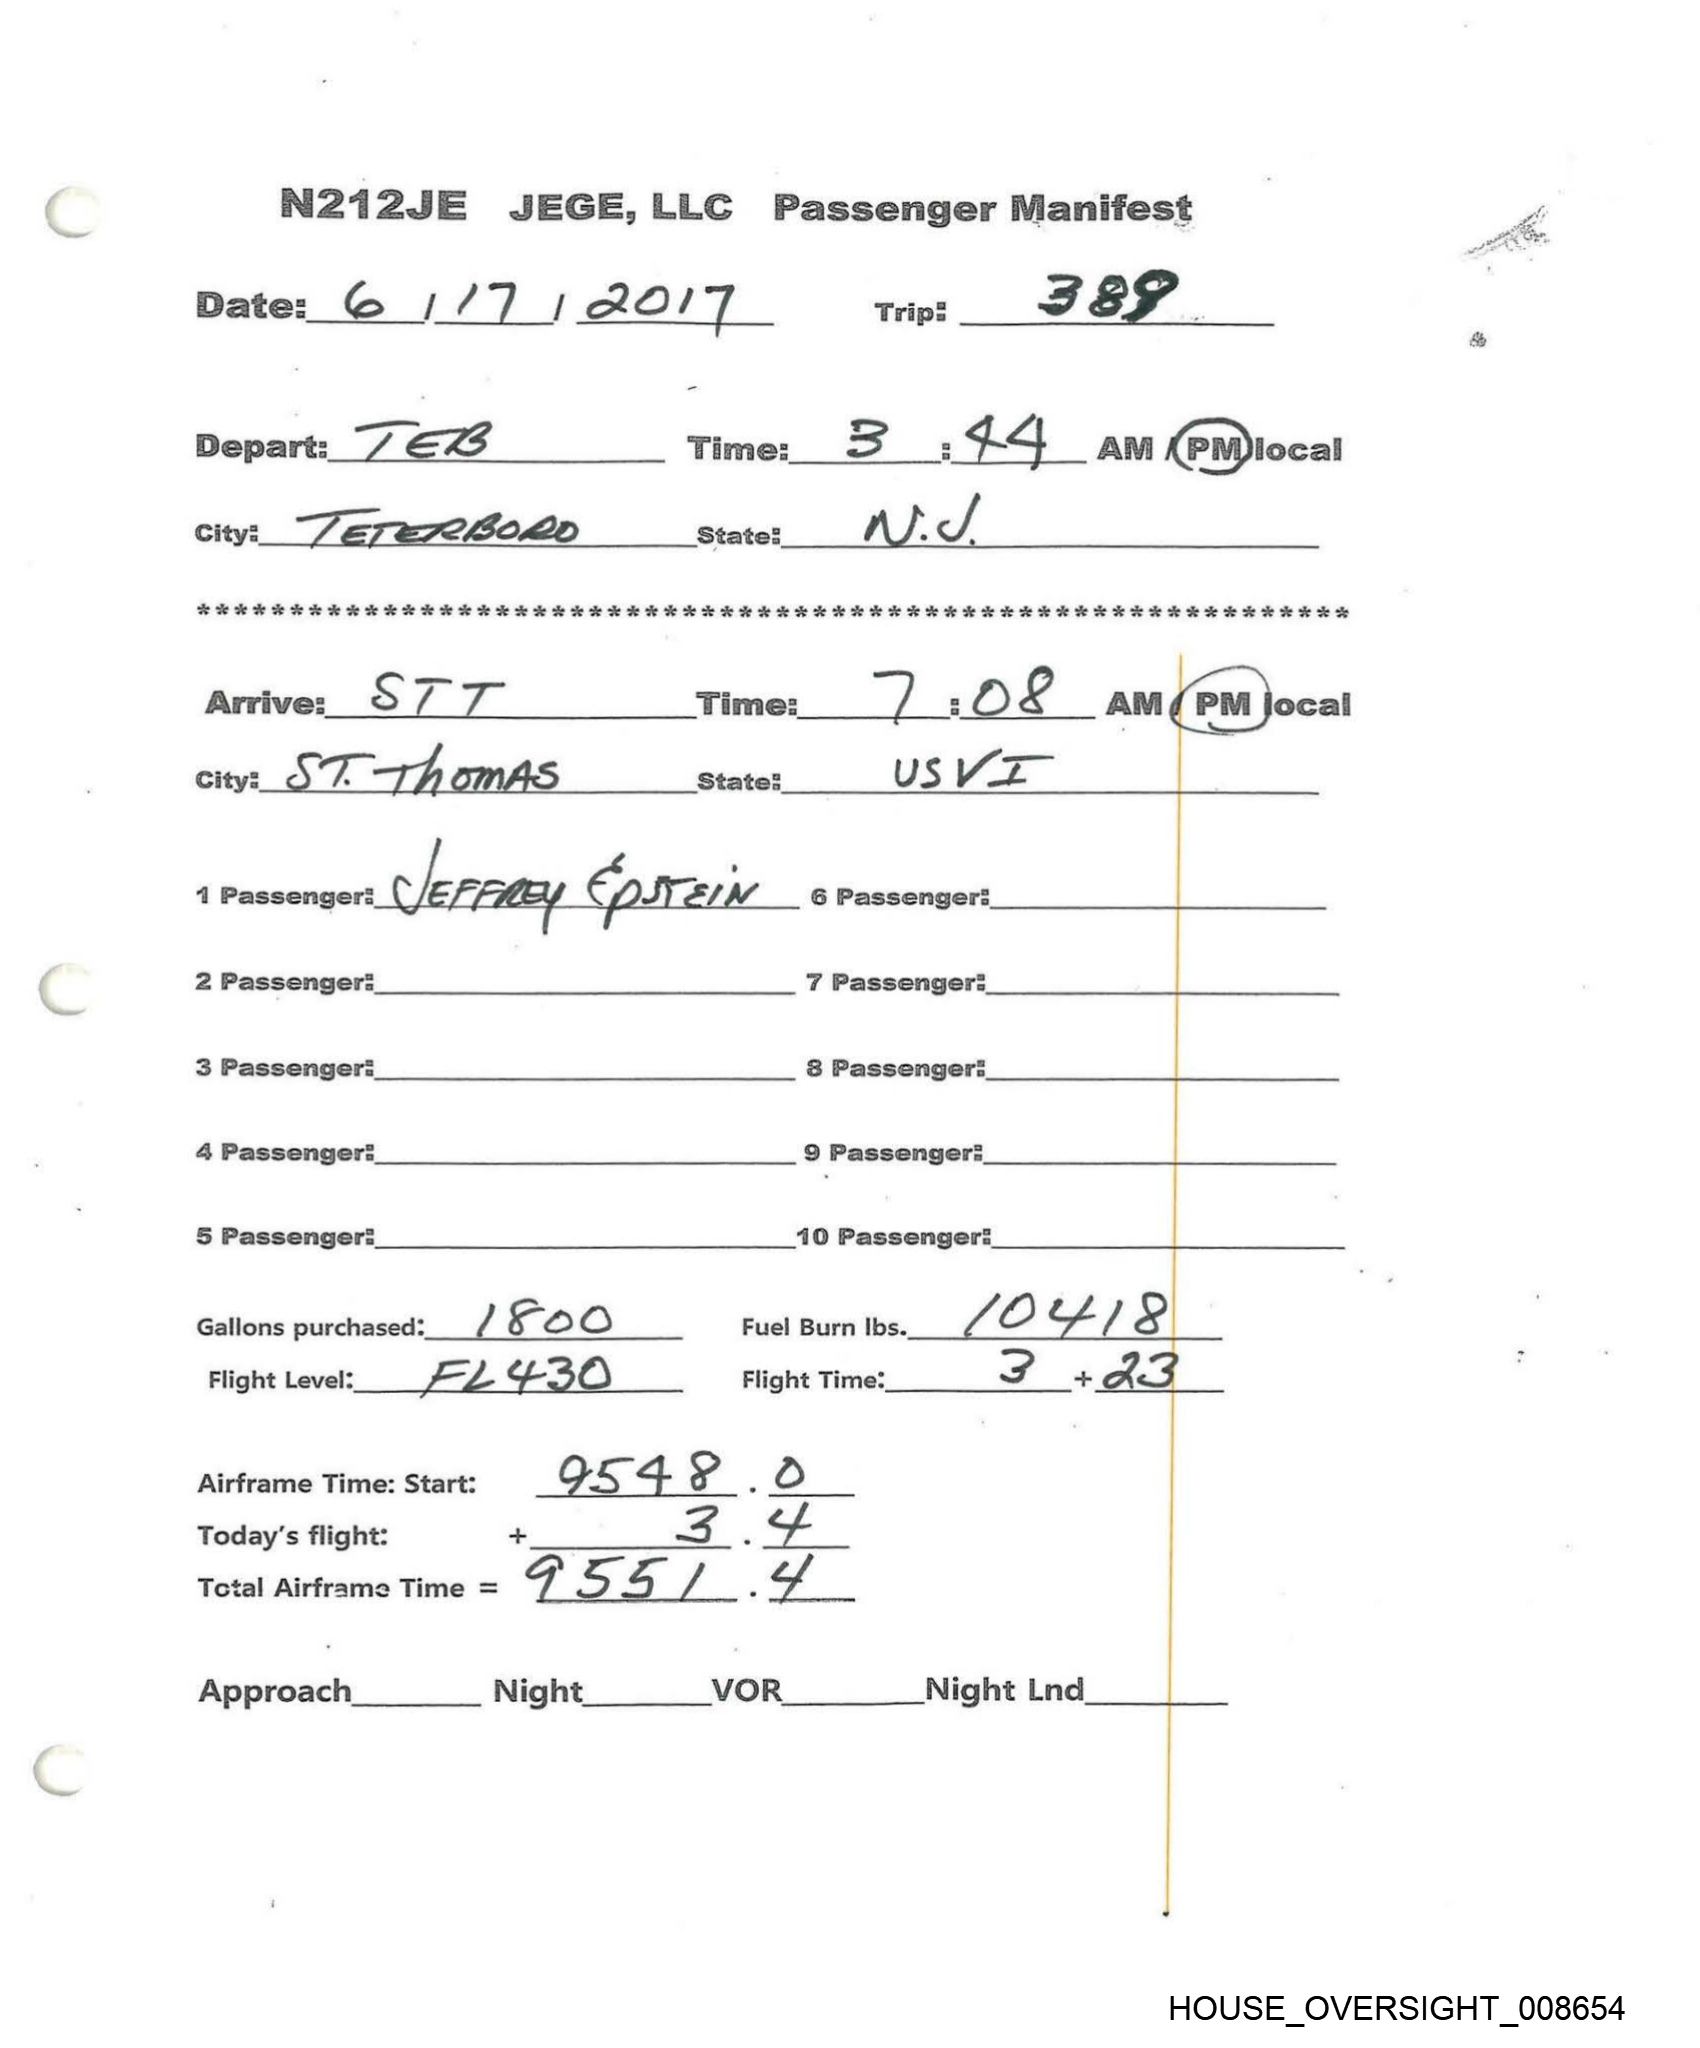 N212JE JEGE, LLC Passenger Manifest
Date: 6 / 17 / 2017 Trip: 389
Depart: TEB Time: 3 : 44 AM / PM local
City: TETERBORO State: N.J.
**************************************************************
Arrive: STT Time: 7 : 08 AM / PM local
City: ST. THOMAS State: USVI
1 Passenger: JEFFREY EPSTEIN 6 Passenger:
2 Passenger: 7 Passenger:
3 Passenger: 8 Passenger:
4 Passenger: 9 Passenger:
5 Passenger: 10 Passenger:
Gallons purchased: 1800 Fuel Burn lbs. 10418
Flight Level: FL430 Flight Time: 3 + 23
Airframe Time: Start: 9548 . 0
Today's flight: + 3 . 4
Total Airframe Time = 9551 . 4
Approach Night VOR Night Lnd
HOUSE_OVERSIGHT_008654